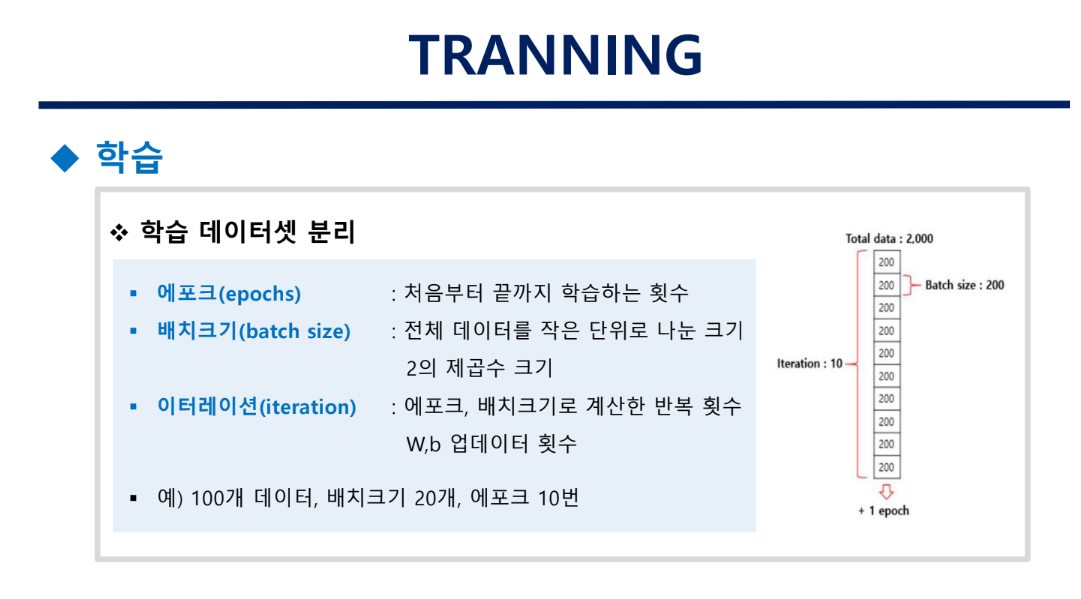 TRANNING
학습
학습 데이터셋 분리
에포크(epochs) : 처음부터 끝까지 학습하는 횟수
배치크기(batch size) : 전체 데이터를 작은 단위로 나눈 크기
2의 제곱수 크기
이터레이션(iteration) : 에포크, 배치크기로 계산한 반복 횟수
W,b 업데이터 횟수
예) 100개 데이터, 배치크기 20개, 에포크 10번
Total data : 2,000
200
200
Batch size : 200
200
200
200
Iteration : 10
200
200
200
200
200
+ 1 epoch